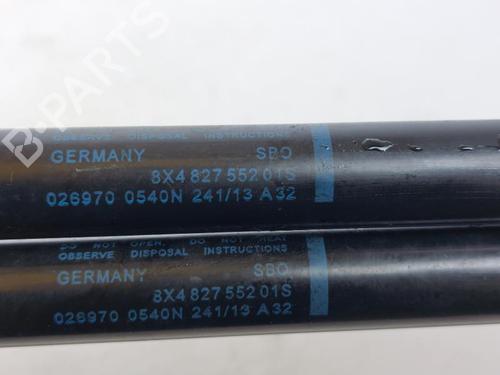 OBSERVE DISPOSAL INSTRUCTIONS
GERMANY SBO
8X4 827 552 01S
026970 0540N 241/13 A32
DO NOT OPEN. DO NOT HEAT
OBSERVE DISPOSAL INSTRUCTIONS
GERMANY SBO
8X4 827 552 01S
026970 0540N 241/13 A32
B-Parts